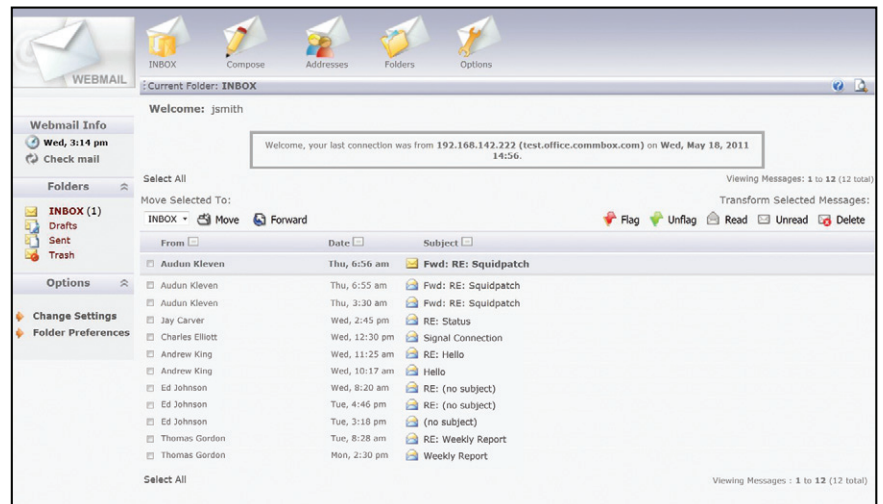 WEBMAIL
INBOX Compose Addresses Folders Options
Current Folder: INBOX
Welcome: jsmith
Webmail Info
Wed, 3:14 pm
Check mail
Welcome, your last connection was from 192.168.142.222 (test.office.commbox.com) on Wed, May 18, 2011
14:56.
Select All Viewing Messages: 1 to 12 (12 total)
Folders
INBOX (1)
Drafts
Sent
Trash
Options
Change Settings
Folder Preferences
Move Selected To: Transform Selected Messages:
INBOX Move Forward Flag Unflag Read Unread Delete
From Date Subject
Audun Kleven Thu, 6:56 am Fwd: RE: Squidpatch
Audun Kleven Thu, 6:55 am Fwd: RE: Squidpatch
Audun Kleven Thu, 3:30 am Fwd: RE: Squidpatch
Jay Carver Wed, 2:45 pm RE: Status
Charles Elliott Wed, 12:30 pm Signal Connection
Andrew King Wed, 11:25 am RE: Hello
Andrew King Wed, 10:17 am Hello
Ed Johnson Wed, 8:20 am RE: (no subject)
Ed Johnson Tue, 4:46 pm RE: (no subject)
Ed Johnson Tue, 3:18 pm (no subject)
Thomas Gordon Tue, 8:28 am RE: Weekly Report
Thomas Gordon Mon, 2:30 pm Weekly Report
Select All Viewing Messages : 1 to 12 (12 total)